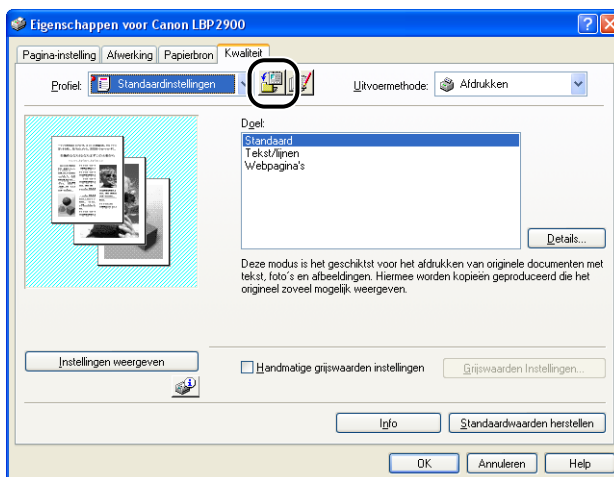 Eigenschappen voor Canon LBP2900
Pagina-instelling Afwerking Papierbron Kwaliteit
Profiel: Standaardinstellingen Uitvoermethode: Afdrukken
Doel:
Standaard
Tekst/lijnen
Webpagina's
Details...
Deze modus is het geschiktst voor het afdrukken van originele documenten met
tekst, foto's en afbeeldingen. Hiermee worden kopieën geproduceerd die het
origineel zoveel mogelijk weergeven.
Instellingen weergeven
Handmatige grijswaarden instellingen Grijswaarden Instellingen...
Info Standaardwaarden herstellen
OK Annuleren Help